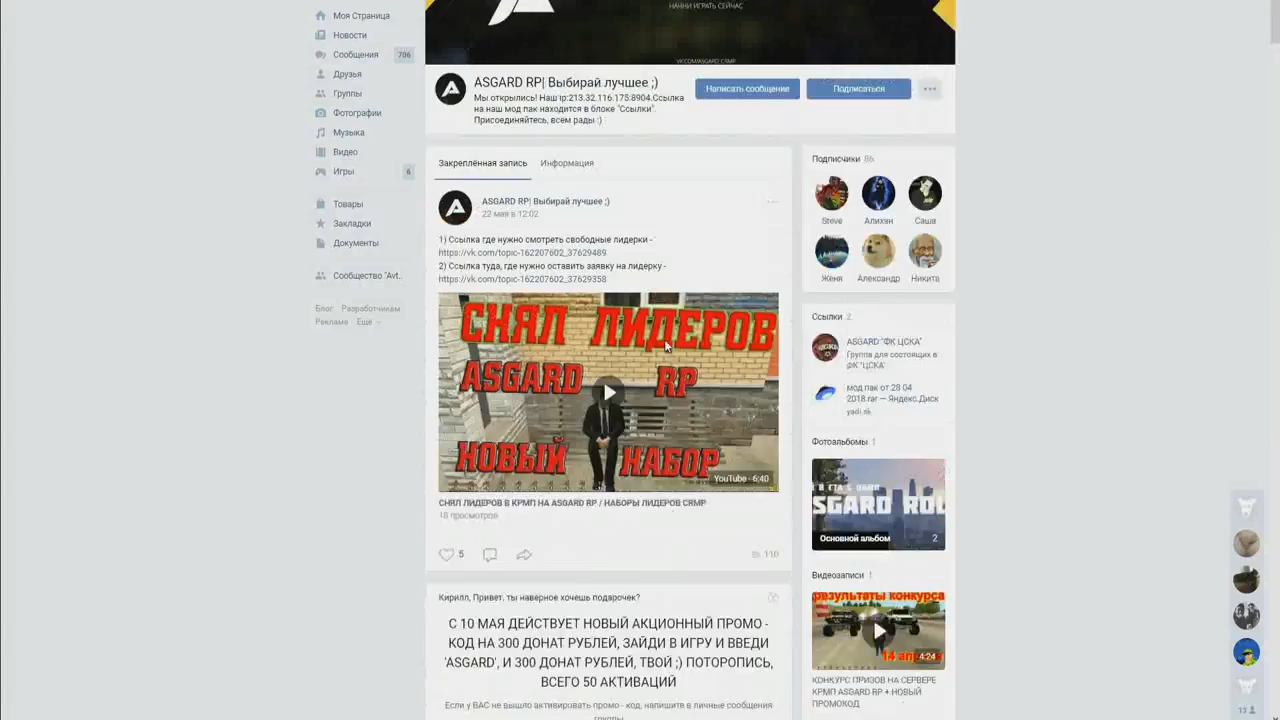 НАЧНИ ИГРАТЬ СЕЙЧАС
VK.COM/ASGARD_CRMP
Моя Страница
Новости
Сообщения 706
Друзья
Группы
Фотографии
Музыка
Видео
Игры 6
Товары
Закладки
Документы
Сообщество "Avt..
Блог Разработчикам
Реклама Ещё
ASGARD RP| Выбирай лучшее ;)
Мы открылись! Наш ip:213.32.116.175:8904.Ссылка
на наш мод пак находится в блоке "Ссылки".
Присоединяйтесь, всем рады :)
Написать сообщение
Подписаться
Закреплённая запись Информация
ASGARD RP| Выбирай лучшее ;)
22 мая в 12:02
1) Ссылка где нужно смотреть свободные лидерки -
https://vk.com/topic-162207602_37629489
2) Ссылка туда, где нужно оставить заявку на лидерку -
https://vk.com/topic-162207602_37629358
СНЯЛ ЛИДЕРОВ
ASGARD RP
НОВЫЙ НАБОР
YouTube · 6:40
СНЯЛ ЛИДЕРОВ В КРМП НА ASGARD RP / НАБОРЫ ЛИДЕРОВ CRMP
18 просмотров
5
110
Кирилл, Привет, ты наверное хочешь подарочек?
С 10 МАЯ ДЕЙСТВУЕТ НОВЫЙ АКЦИОННЫЙ ПРОМО -
КОД НА 300 ДОНАТ РУБЛЕЙ, ЗАЙДИ В ИГРУ И ВВЕДИ
'ASGARD', И 300 ДОНАТ РУБЛЕЙ, ТВОЙ ;) ПОТОРОПИСЬ,
ВСЕГО 50 АКТИВАЦИЙ
Если у ВАС не вышло активировать промо - код, напишите в личные сообщения
группы
Подписчики 86
Steve Алихан Саша
Женя Александр Никита
Ссылки 2
ASGARD "ФК ЦСКА"
Группа для состоящих в
ФК "ЦСКА"
мод пак от 28 04
2018.rar — Яндекс.Диск
yadi.sk
Фотоальбомы 1
SGARD ROL
Основной альбом 2
Видеозаписи 1
результаты конкурса
14 апр
4:24
КОНКУРС ПРИЗОВ НА СЕРВЕРЕ
КРМП ASGARD RP + НОВЫЙ
ПРОМОКОД
13